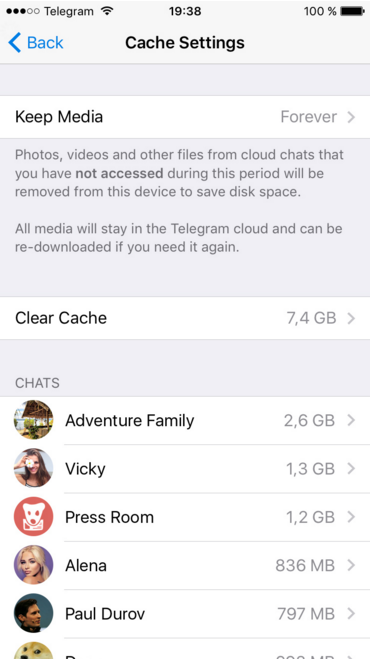 Telegram 19:38 100 %
Back Cache Settings
Keep Media Forever
Photos, videos and other files from cloud chats that
you have not accessed during this period will be
removed from this device to save disk space.
All media will stay in the Telegram cloud and can be
re-downloaded if you need it again.
Clear Cache 7,4 GB
CHATS
Adventure Family 2,6 GB
Vicky 1,3 GB
Press Room 1,2 GB
Alena 836 MB
Paul Durov 797 MB